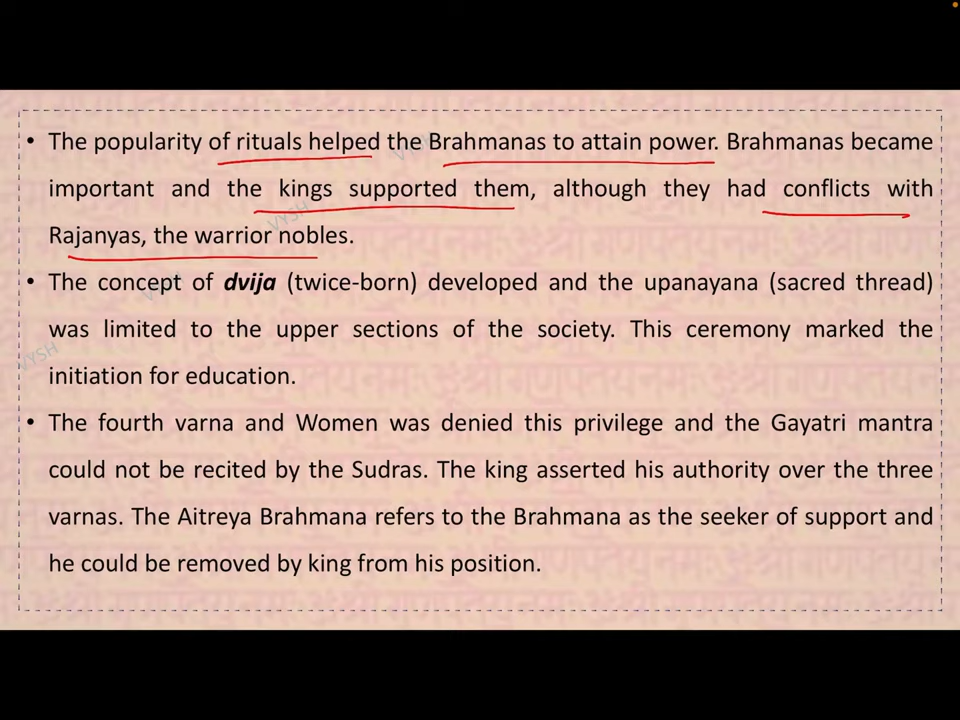 • The popularity of rituals helped the Brahmanas to attain power. Brahmanas became
important and the kings supported them, although they had conflicts with
Rajanyas, the warrior nobles.
• The concept of dvija (twice-born) developed and the upanayana (sacred thread)
was limited to the upper sections of the society. This ceremony marked the
initiation for education.
• The fourth varna and Women was denied this privilege and the Gayatri mantra
could not be recited by the Sudras. The king asserted his authority over the three
varnas. The Aitreya Brahmana refers to the Brahmana as the seeker of support and
he could be removed by king from his position.
VYSH
VYSH